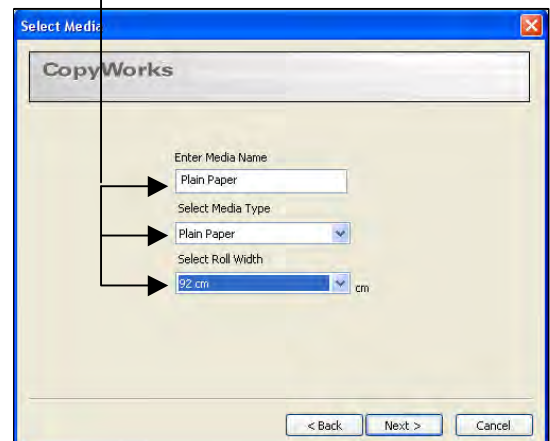 Select Media
CopyWorks
Enter Media Name
Plain Paper
Select Media Type
Plain Paper
Select Roll Width
92 cm cm
< Back Next > Cancel